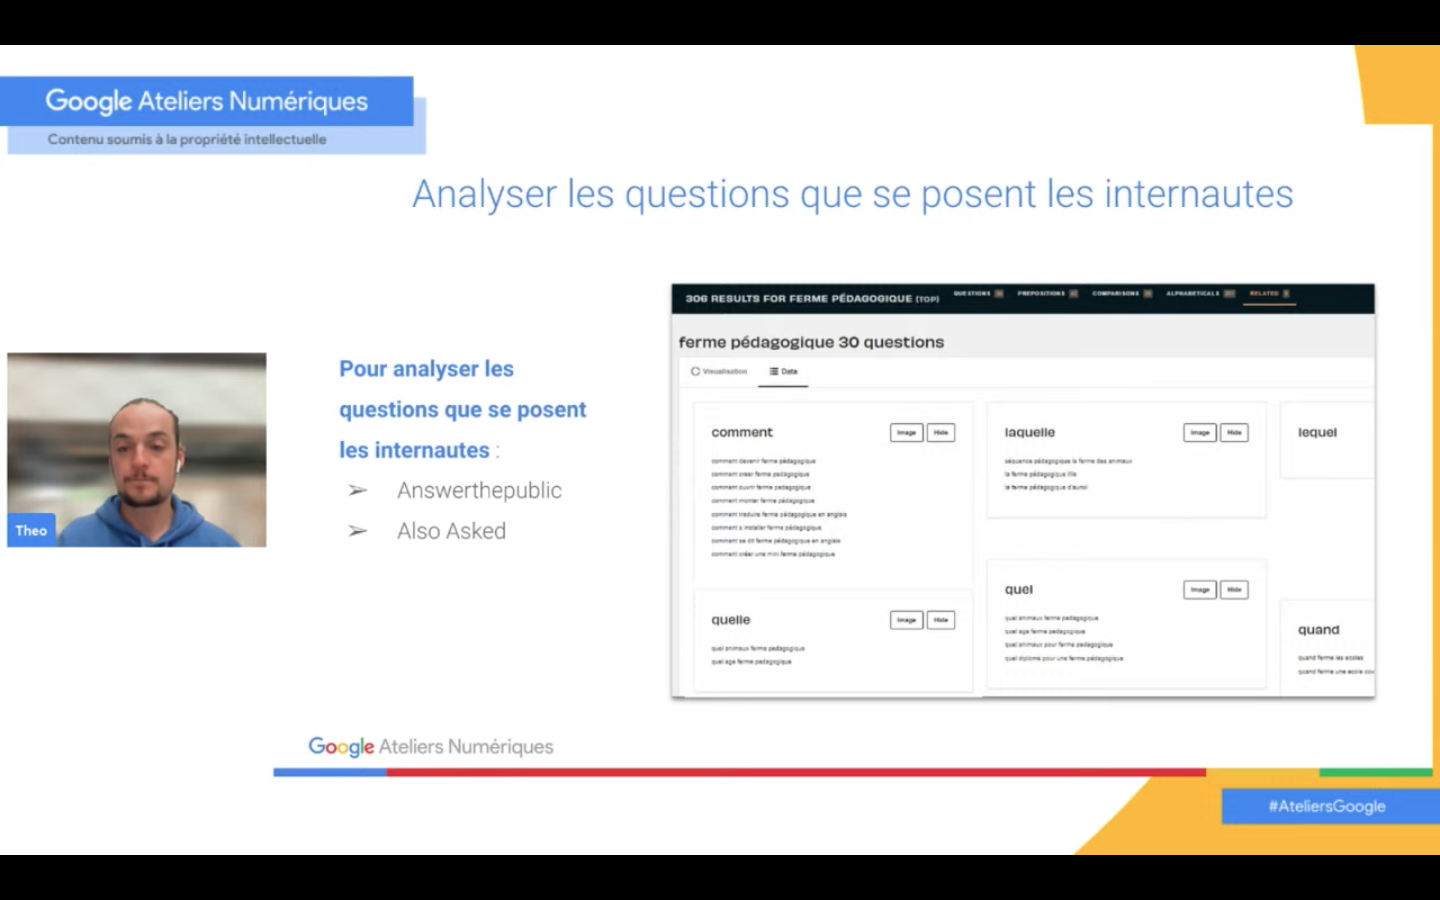 Google Ateliers Numériques
Contenu soumis à la propriété intellectuelle
Analyser les questions que se posent les internautes
Theo
Pour analyser les
questions que se posent
les internautes :
➢ Answerthepublic
➢ Also Asked
306 RESULTS FOR FERME PÉDAGOGIQUE (TOP)
QUESTIONS
PREPOSITIONS
COMPARISONS
ALPHABETICALS
RELATED
ferme pédagogique 30 questions
Visualisation
Data
comment
Image Hide
comment devenir ferme pédagogique
comment creer ferme pedagogique
comment ouvrir ferme pedagogique
comment monter ferme pédagogique
comment traduire ferme pédagogique en anglais
comment s installer ferme pédagogique
comment se dit ferme pédagogique en anglais
comment créer une mini ferme pédagogique
quelle
Image Hide
quel animaux ferme pedagogique
quel age ferme pedagogique
laquelle
Image Hide
séquence pédagogique la ferme des animaux
la ferme pédagogique lille
la ferme pédagogique d'auroi
quel
Image Hide
quel animaux ferme pedagogique
quel age ferme pedagogique
quel animaux pour ferme pédagogique
quel diplome pour une ferme pédagogique
lequel
quand
quand ferme les ecoles
quand ferme une ecole
Google Ateliers Numériques
#AteliersGoogle